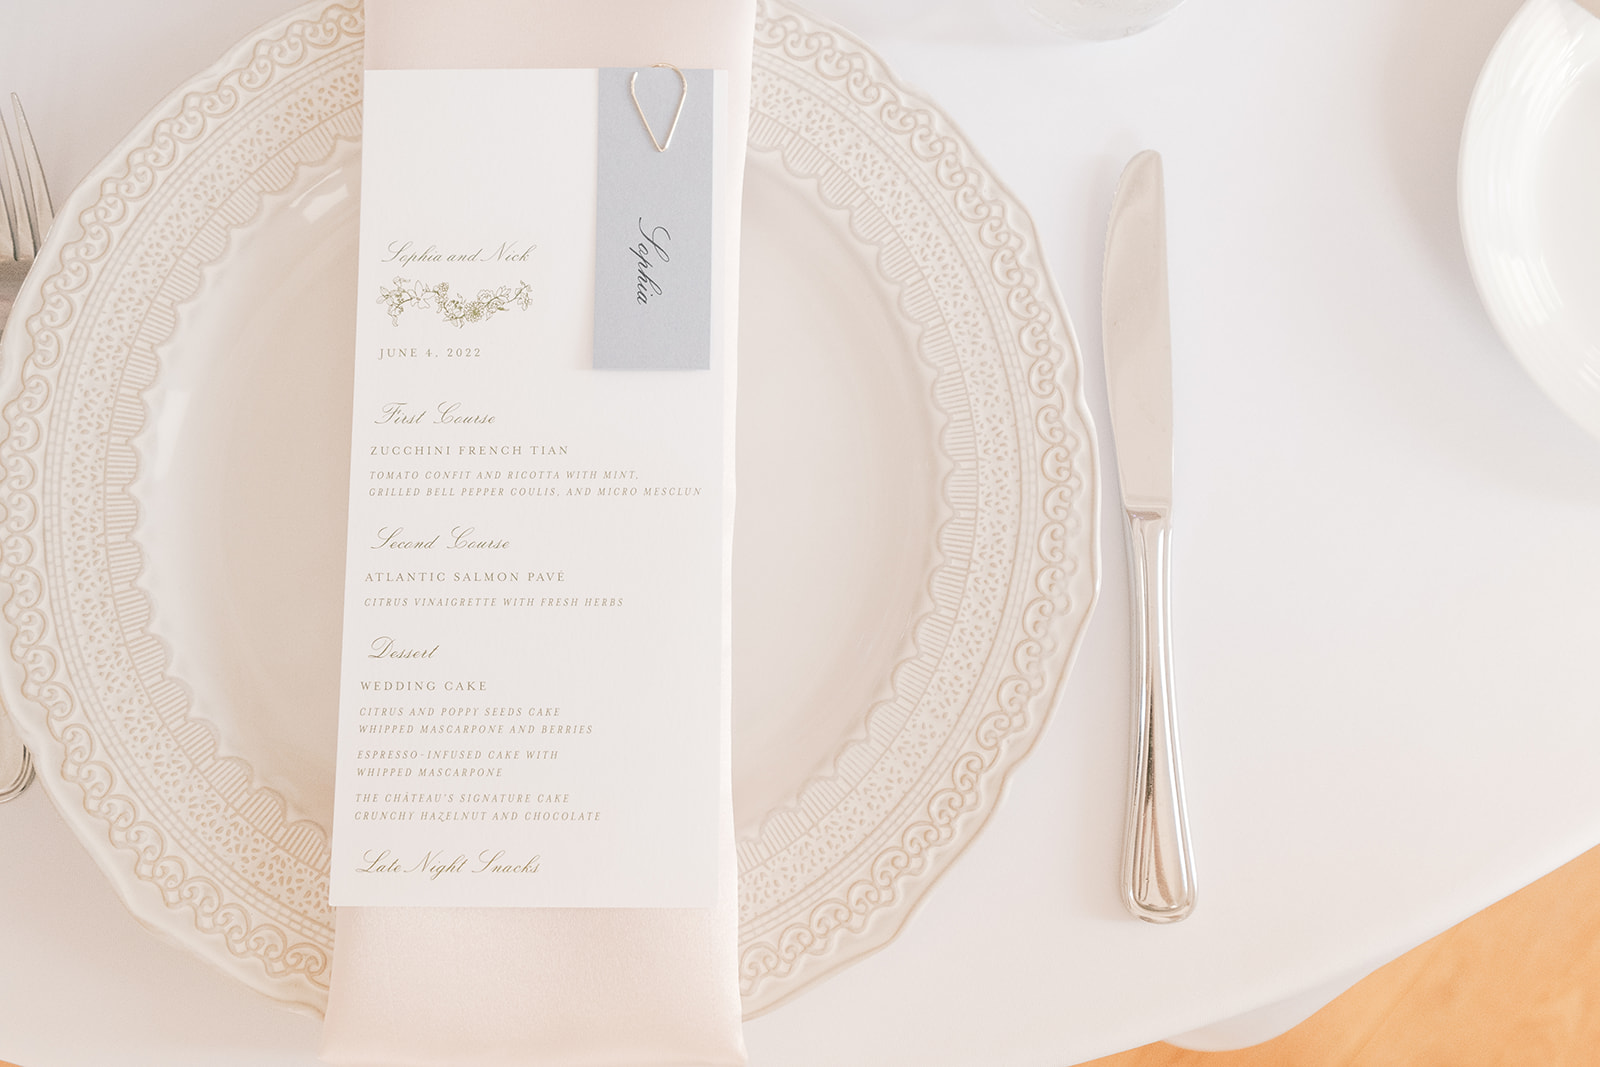 Sophia and Nick
JUNE 4, 2022
Sophia
First Course
ZUCCHINI FRENCH TIAN
TOMATO CONFIT AND RICOTTA WITH MINT,
GRILLED BELL PEPPER COULIS, AND MICRO MESCLUN
Second Course
ATLANTIC SALMON PAVÉ
CITRUS VINAIGRETTE WITH FRESH HERBS
Dessert
WEDDING CAKE
CITRUS AND POPPY SEEDS CAKE
WHIPPED MASCARPONE AND BERRIES
ESPRESSO-INFUSED CAKE WITH
WHIPPED MASCARPONE
THE CHÂTEAU'S SIGNATURE CAKE
CRUNCHY HAZELNUT AND CHOCOLATE
Late Night Snacks